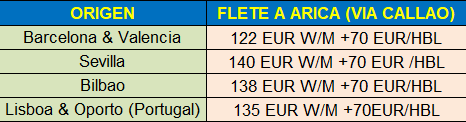 ORIGEN FLETE A ARICA (VIA CALLAO)
Barcelona & Valencia 122 EUR W/M +70 EUR/HBL
Sevilla 140 EUR W/M +70 EUR /HBL
Bilbao 138 EUR W/M +70 EUR/HBL
Lisboa & Oporto (Portugal) 135 EUR W/M +70EUR/HBL